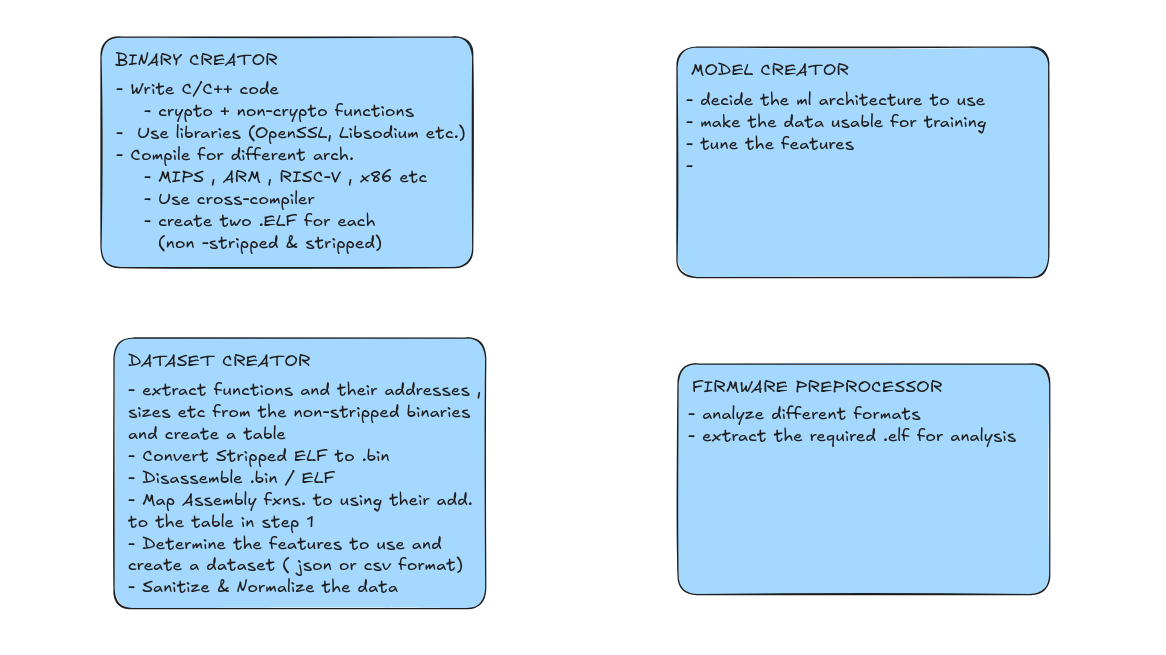 BINARY CREATOR
- Write C/C++ code
- crypto + non-crypto functions
- Use libraries (OpenSSL, Libsodium etc.)
- Compile for different arch.
- MIPS , ARM , RISC-V , x86 etc
- Use cross-compiler
- create two .ELF for each
(non -stripped & stripped)
MODEL CREATOR
- decide the ml architecture to use
- make the data usable for training
- tune the features
-
DATASET CREATOR
- extract functions and their addresses ,
sizes etc from the non-stripped binaries
and create a table
- Convert Stripped ELF to .bin
- Disassemble .bin / ELF
- Map Assembly fxns. to using their add.
to the table in step 1
- Determine the features to use and
create a dataset ( json or csv format)
- Sanitize & Normalize the data
FIRMWARE PREPROCESSOR
- analyze different formats
- extract the required .elf for analysis